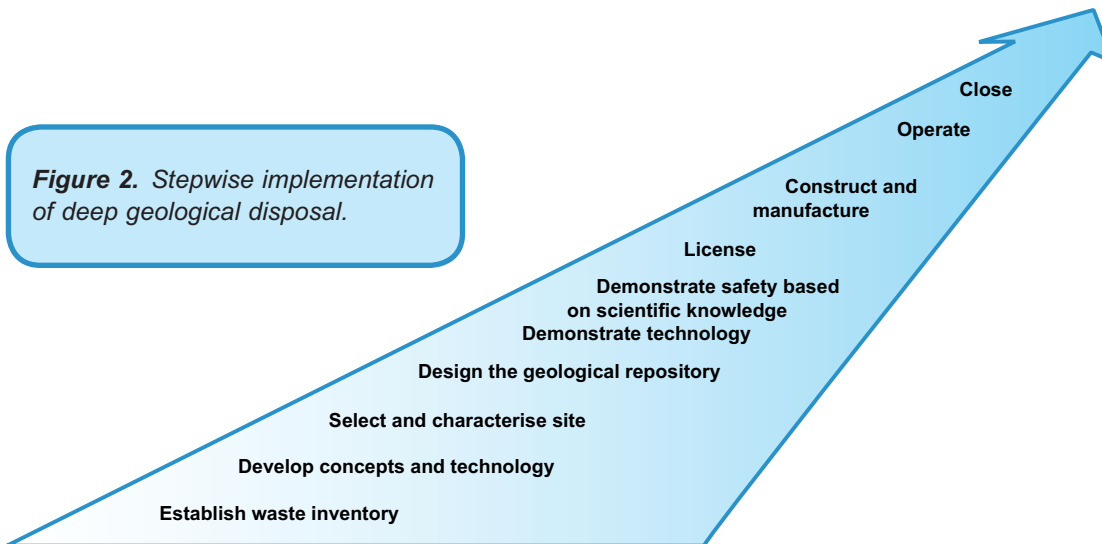 Close
Operate
Figure 2. Stepwise implementation
of deep geological disposal.
Construct and
manufacture
License
Demonstrate safety based
on scientific knowledge
Demonstrate technology
Design the geological repository
Select and characterise site
Develop concepts and technology
Establish waste inventory